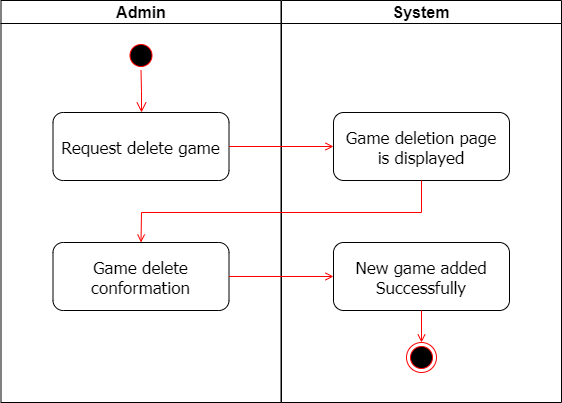 Admin
System
Request delete game
Game deletion page
is displayed
Game delete
conformation
New game added
Successfully